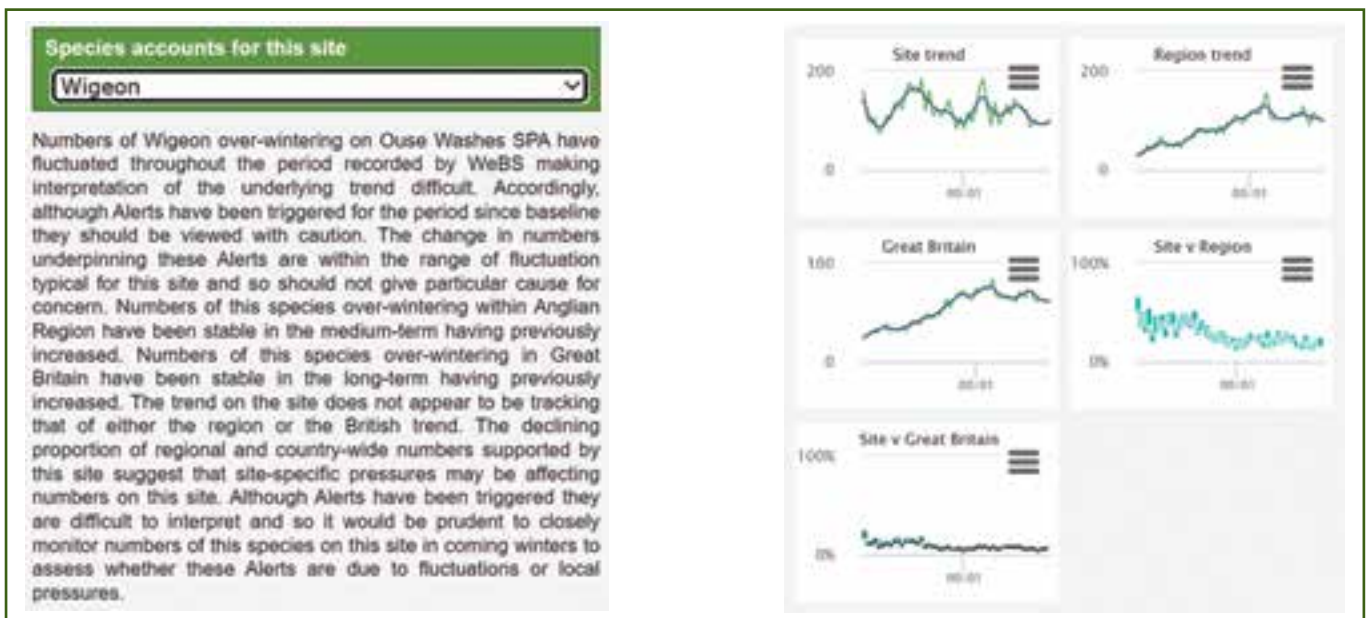 Species accounts for this site
Wigeon
Numbers of Wigeon over-wintering on Ouse Washes SPA have
fluctuated throughout the period recorded by WeBS making
interpretation of the underlying trend difficult. Accordingly,
although Alerts have been triggered for the period since baseline
they should be viewed with caution. The change in numbers
underpinning these Alerts are within the range of fluctuation
typical for this site and so should not give particular cause for
concern. Numbers of this species over-wintering within Anglian
Region have been stable in the medium-term having previously
increased. Numbers of this species over-wintering in Great
Britain have been stable in the long-term having previously
increased. The trend on the site does not appear to be tracking
that of either the region or the British trend. The declining
proportion of regional and country-wide numbers supported by
this site suggest that site-specific pressures may be affecting
numbers on this site. Although Alerts have been triggered they
are difficult to interpret and so it would be prudent to closely
monitor numbers of this species on this site in coming winters to
assess whether these Alerts are due to fluctuations or local
pressures.
Site trend
200
0
00-01
Region trend
200
0
00-01
Great Britain
0
00-01
Site v Region
100%
0%
00-01
Site v Great Britain
100%
0%
00-01